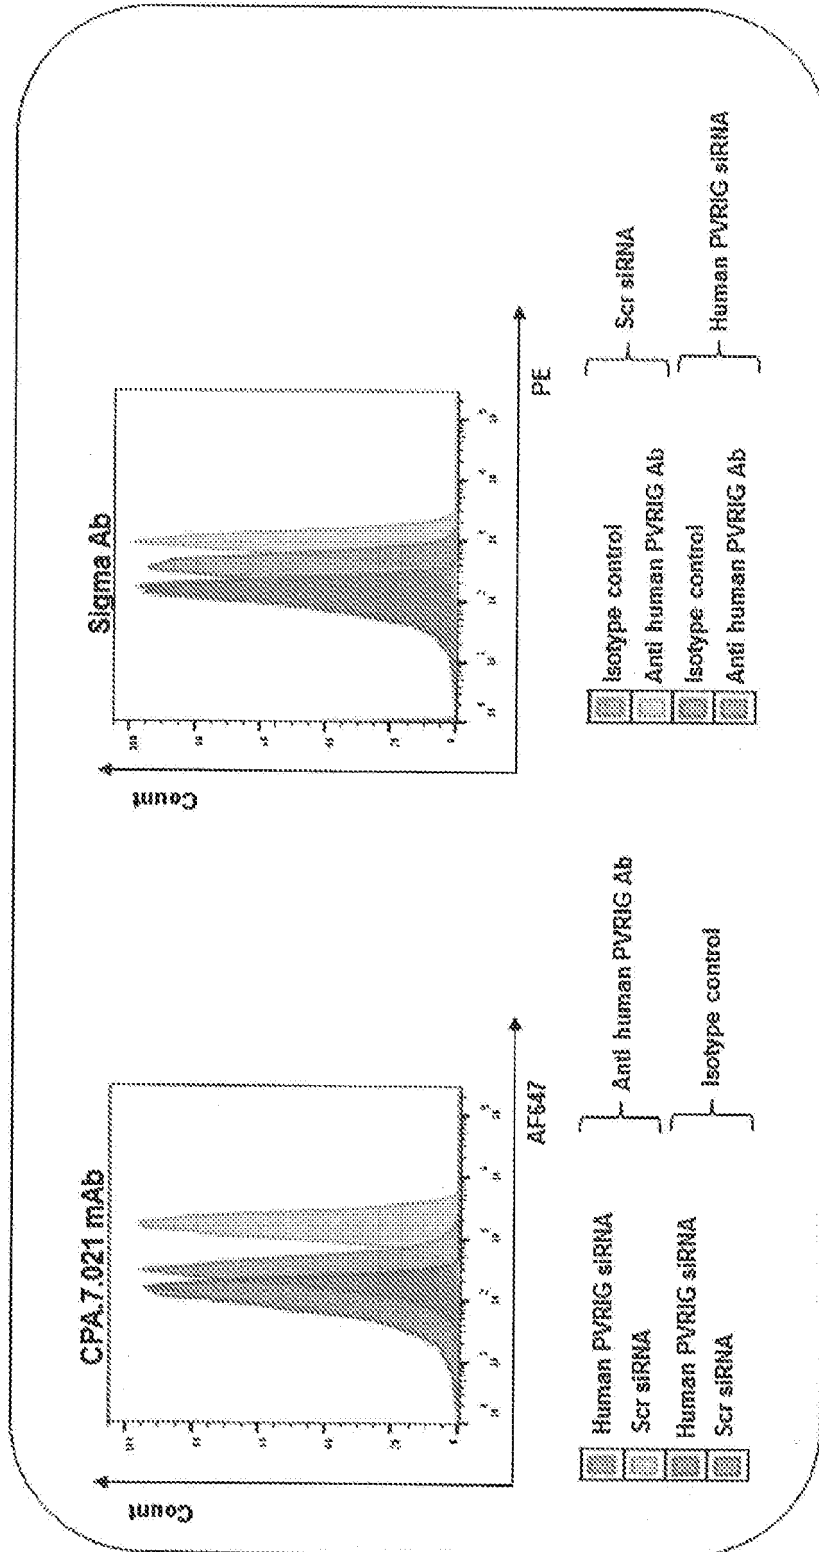 CPA.7.021 mAb
Count
100
AF647
Human PVRIG siRNA
Scr siRNA
Human PVRIG siRNA
Scr siRNA
Anti human PVRIG Ab
Isotype control
Sigma Ab
Count
100
PE
Isotype control
Anti human PVRIG Ab
Isotype control
Anti human PVRIG Ab
Scr siRNA
Human PVRIG siRNA